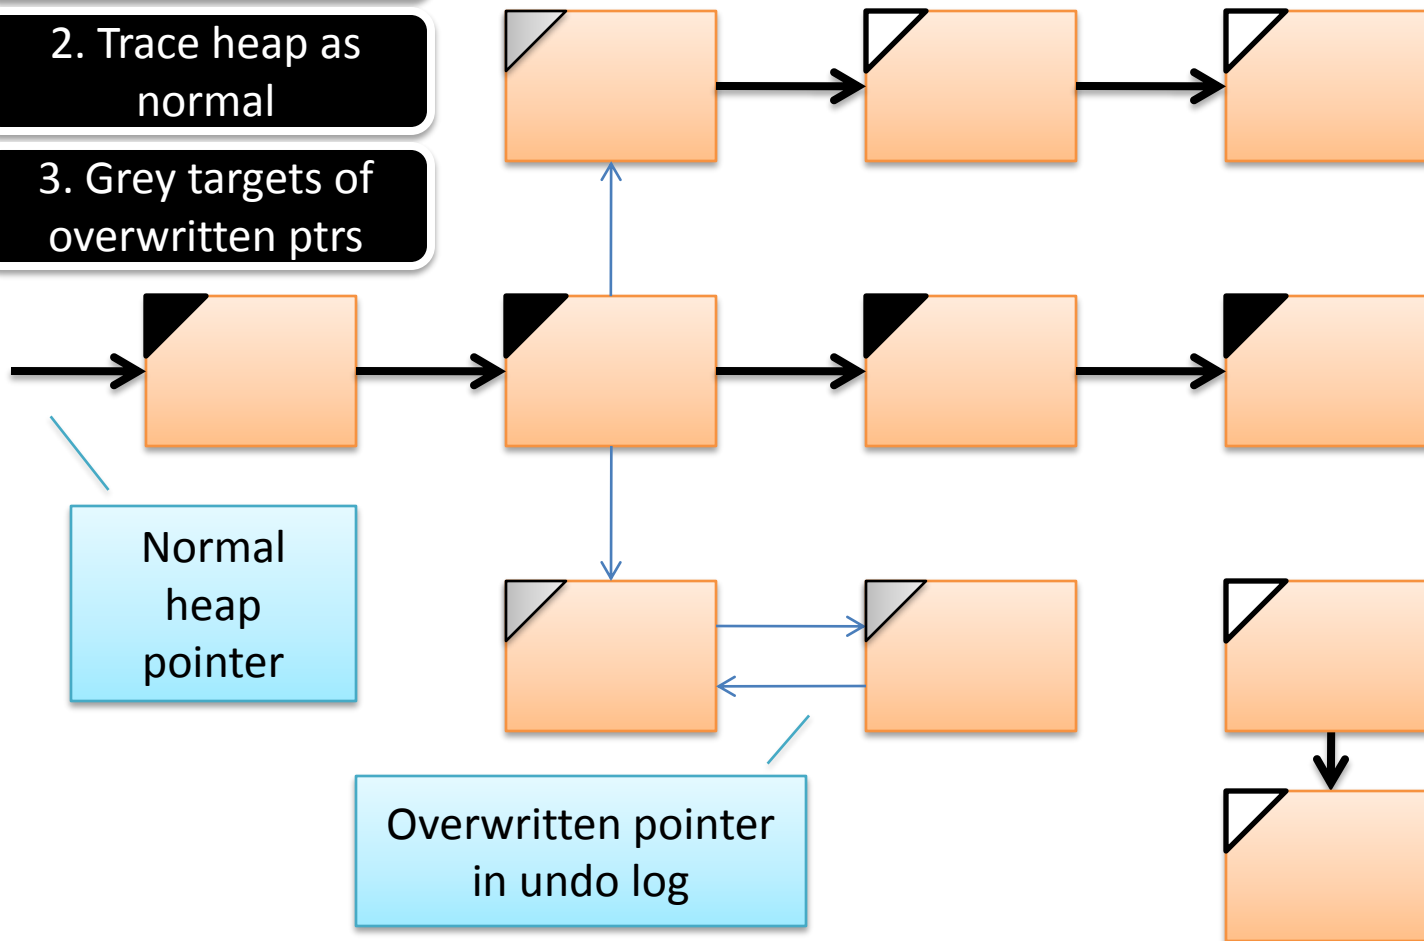 2. Trace heap as
normal
3. Grey targets of
overwritten ptrs
Normal
heap
pointer
Overwritten pointer
in undo log